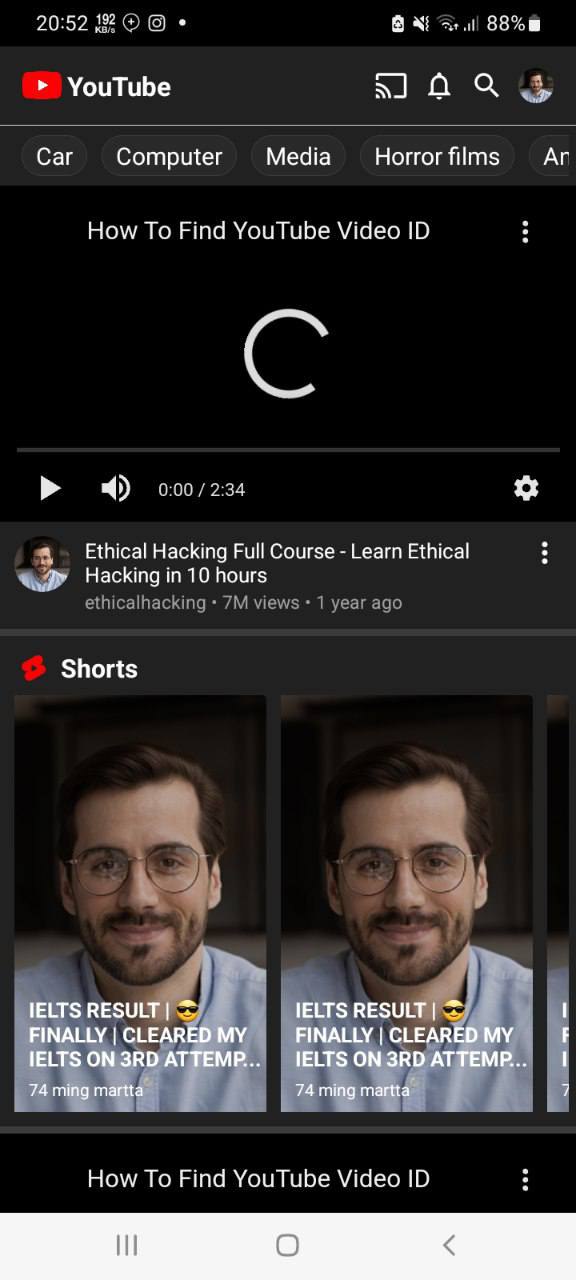 20:52 192 KB/s 88%
YouTube
Car Computer Media Horror films An
How To Find YouTube Video ID
0:00 / 2:34
Ethical Hacking Full Course - Learn Ethical
Hacking in 10 hours
ethicalhacking • 7M views • 1 year ago
Shorts
IELTS RESULT | 😎
FINALLY | CLEARED MY
IELTS ON 3RD ATTEMP...
74 ming martta
IELTS RESULT | 😎
FINALLY | CLEARED MY
IELTS ON 3RD ATTEMP...
74 ming martta
I
F
I
7
How To Find YouTube Video ID